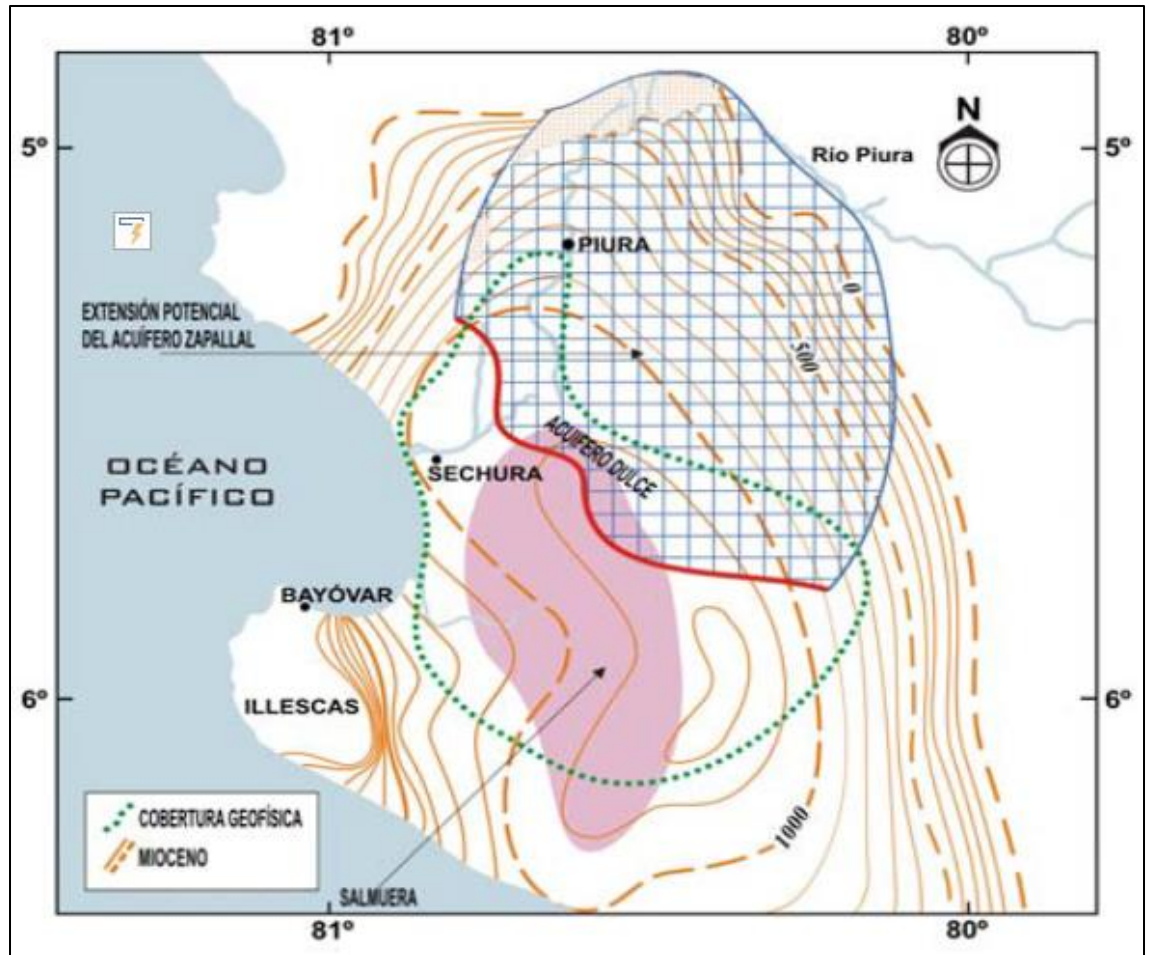 81º
80º
N
5º
5º
Río Piura
PIURA
0
EXTENSIÓN POTENCIAL
DEL ACUÍFERO ZAPALLAL
500
ACUIFERO DULCE
OCÉANO
PACÍFICO
SECHURA
BAYÓVAR
6º
6º
ILLESCAS
COBERTURA GEOFÍSICA
MIOCENO
1000
SALMUERA
81º
80º